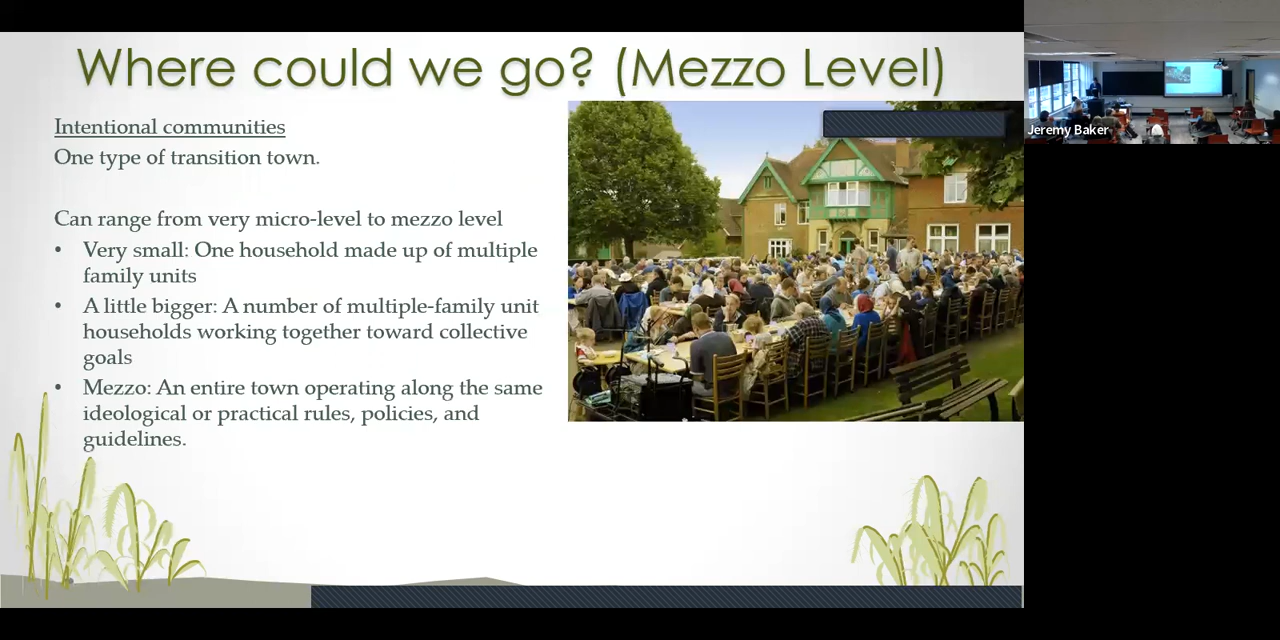 Where could we go? (Mezzo Level)
Intentional communities
One type of transition town.
Can range from very micro-level to mezzo level
• Very small: One household made up of multiple
family units
• A little bigger: A number of multiple-family unit
households working together toward collective
goals
• Mezzo: An entire town operating along the same
ideological or practical rules, policies, and
guidelines.
Jeremy Baker